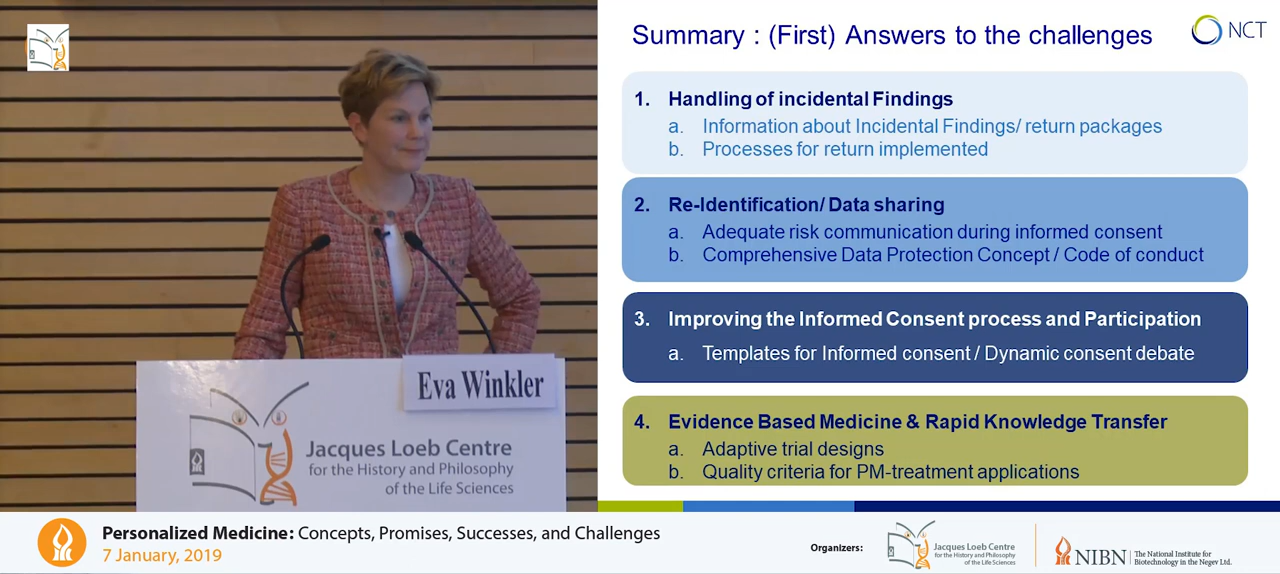 Summary : (First) Answers to the challenges
NCT
1. Handling of incidental Findings
a. Information about Incidental Findings/ return packages
b. Processes for return implemented
2. Re-Identification/ Data sharing
a. Adequate risk communication during informed consent
b. Comprehensive Data Protection Concept / Code of conduct
3. Improving the Informed Consent process and Participation
a. Templates for Informed consent / Dynamic consent debate
4. Evidence Based Medicine & Rapid Knowledge Transfer
a. Adaptive trial designs
b. Quality criteria for PM-treatment applications
Eva Winkler
Jacques Loeb Centre
for the History and Philosophy
of the Life Sciences
Personalized Medicine: Concepts, Promises, Successes, and Challenges
7 January, 2019
Organizers:
Jacques Loeb Centre
for the History and Philosophy
of the Life Sciences
NIBN
The National Institute for
Biotechnology in the Negev Ltd.